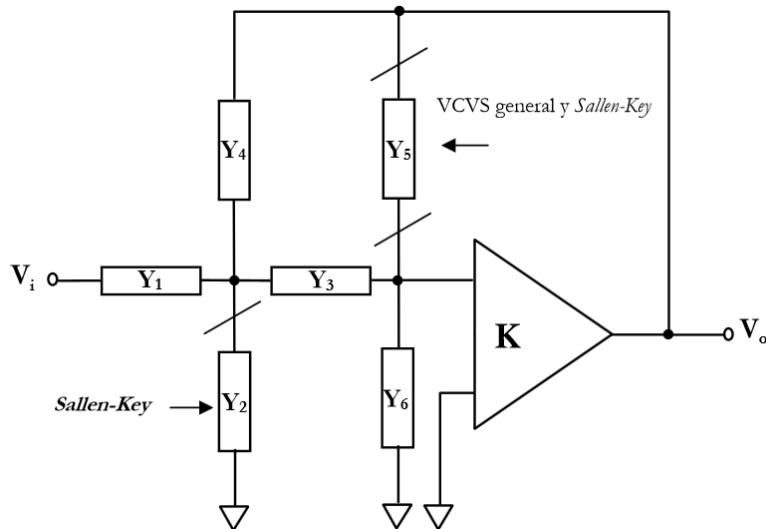 VCVS general y Sallen-Key
Y4
Y5
Vi
Y1
Y3
K
Vo
Sallen-Key
Y2
Y6